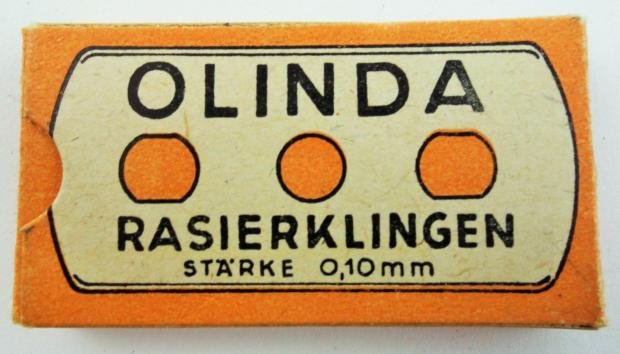 OLINDA
RASIERKLINGEN
STÄRKE 0,10mm